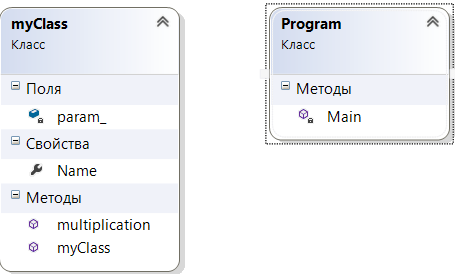 myClass
Класс
Поля
param_
Свойства
Name
Методы
multiplication
myClass
Program
Класс
Методы
Main